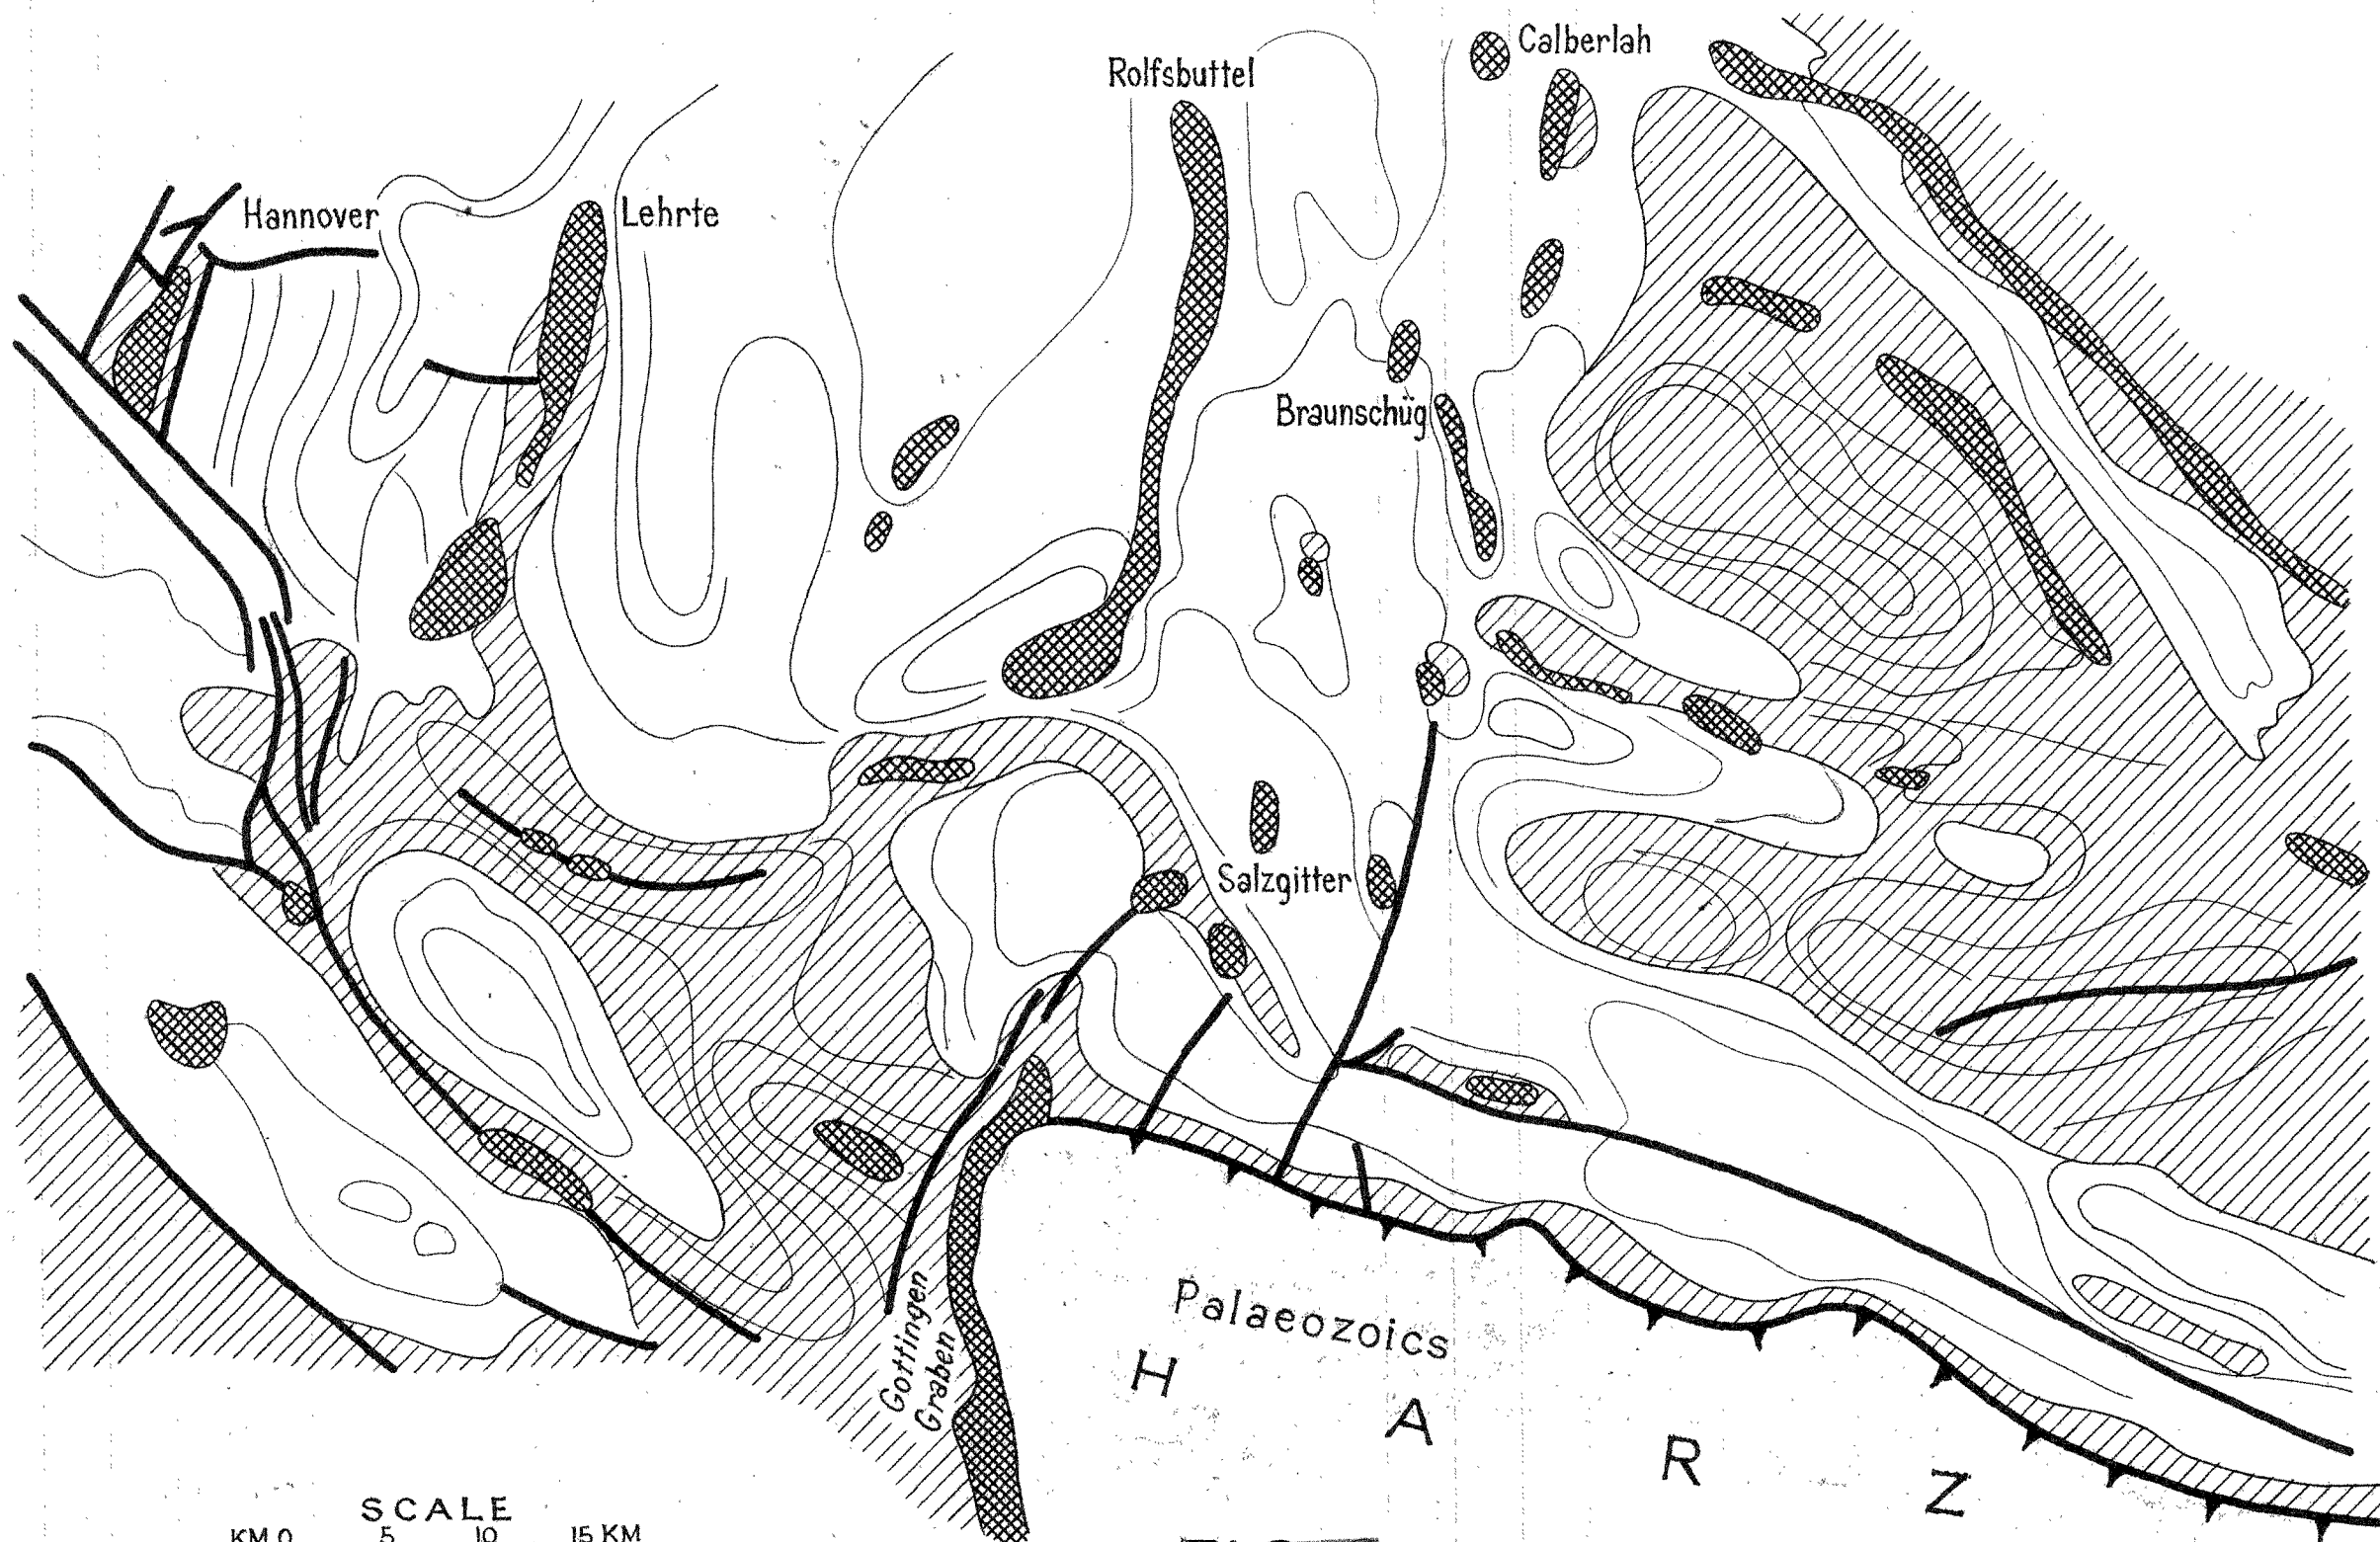 Calberlah
Rolfsbuttel
Hannover
Lehrte
Braunschüg
Salzgitter
Gottingen
Graben
Palaeozoics
H A R Z
SCALE
KM 0 5 10 15 KM